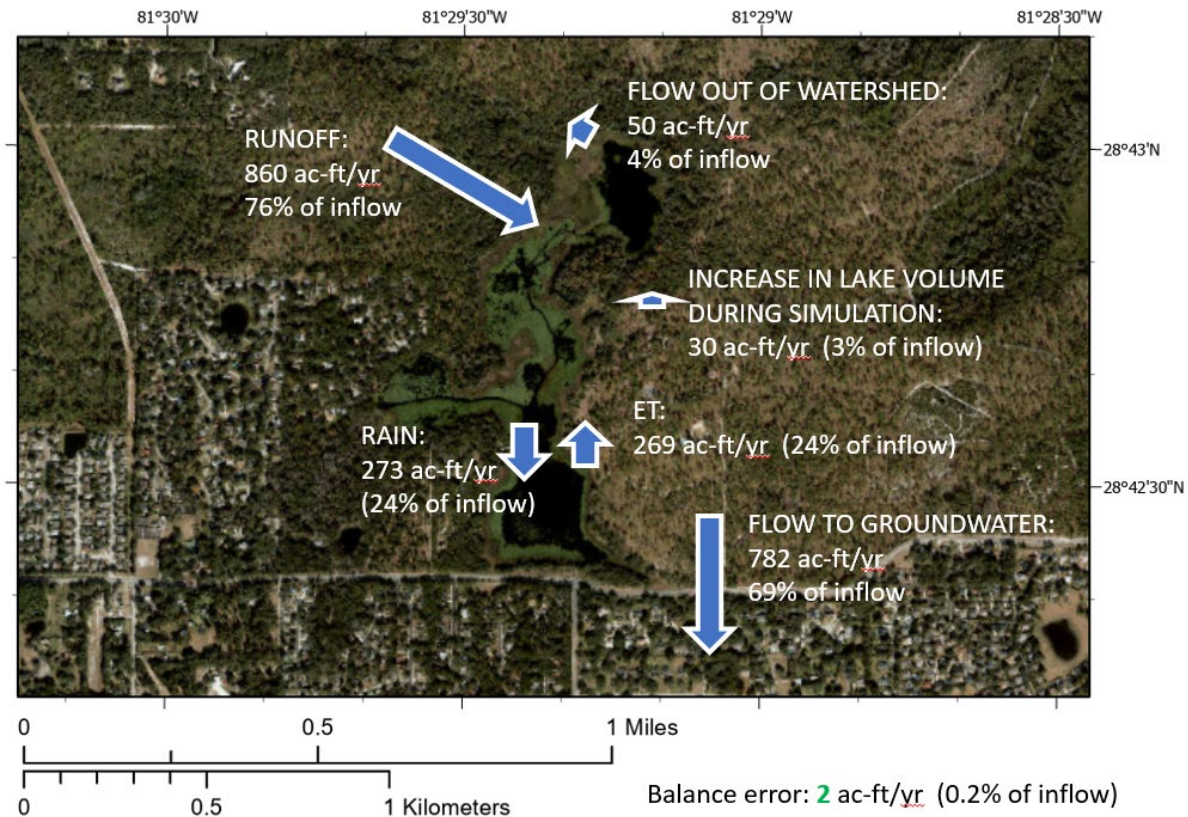 81°30'W
81°29'30"W
81°29'W
81°28'30"W
FLOW OUT OF WATERSHED:
50 ac-ft/yr
4% of inflow
RUNOFF:
860 ac-ft/yr
76% of inflow
28°43'N
INCREASE IN LAKE VOLUME
DURING SIMULATION:
30 ac-ft/yr (3% of inflow)
ET:
269 ac-ft/yr (24% of inflow)
RAIN:
273 ac-ft/yr
(24% of inflow)
28°42'30"N
FLOW TO GROUNDWATER:
782 ac-ft/yr
69% of inflow
0 0.5 1 Miles
0 0.5 1 Kilometers
Balance error: 2 ac-ft/yr (0.2% of inflow)